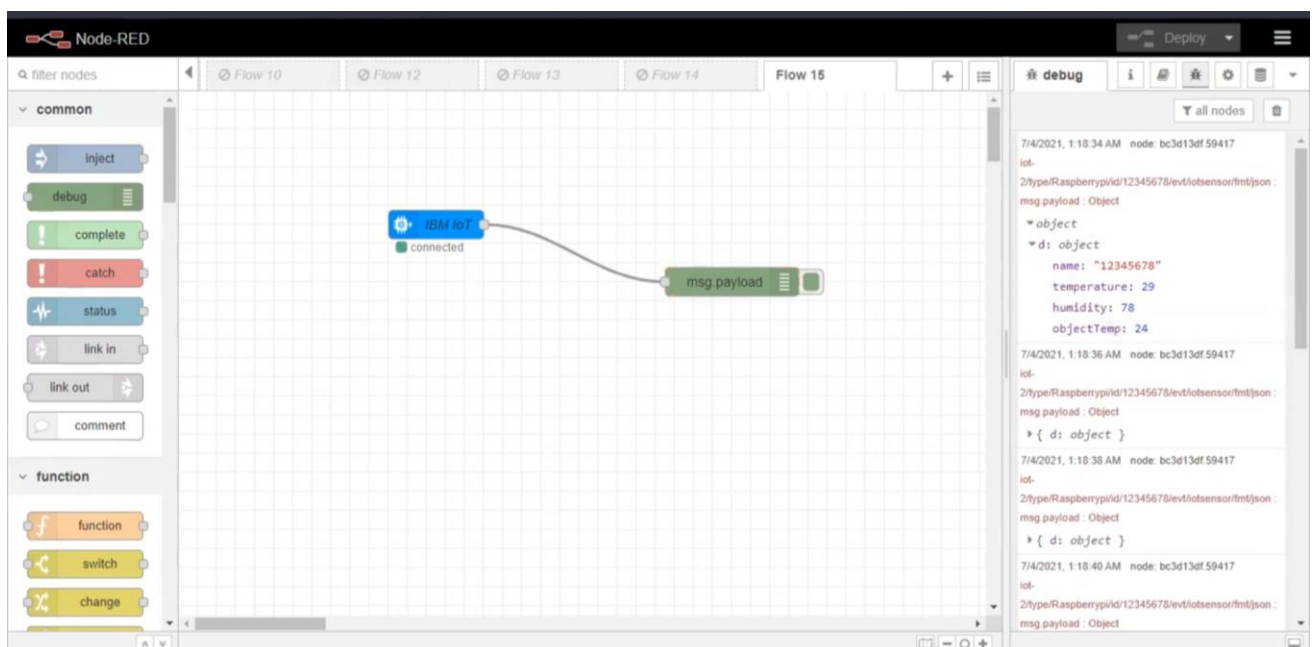 Node-RED
Deploy
filter nodes
Flow 10
Flow 12
Flow 13
Flow 14
Flow 15
debug
i
all nodes
common
inject
debug
complete
catch
status
link in
link out
comment
function
function
switch
change
IBM IoT
connected
msg.payload
7/4/2021, 1:18:34 AM node: bc3d13df.59417
iot-
2/type/Raspberrypi/id/12345678/evt/iotsensor/fmt/json :
msg.payload : Object
object
d: object
name: "12345678"
temperature: 29
humidity: 78
objectTemp: 24
7/4/2021, 1:18:36 AM node: bc3d13df.59417
iot-
2/type/Raspberrypi/id/12345678/evt/iotsensor/fmt/json :
msg.payload : Object
{ d: object }
7/4/2021, 1:18:38 AM node: bc3d13df.59417
iot-
2/type/Raspberrypi/id/12345678/evt/iotsensor/fmt/json :
msg.payload : Object
{ d: object }
7/4/2021, 1:18:40 AM node: bc3d13df.59417
iot-
2/type/Raspberrypi/id/12345678/evt/iotsensor/fmt/json :
msg.payload : Object